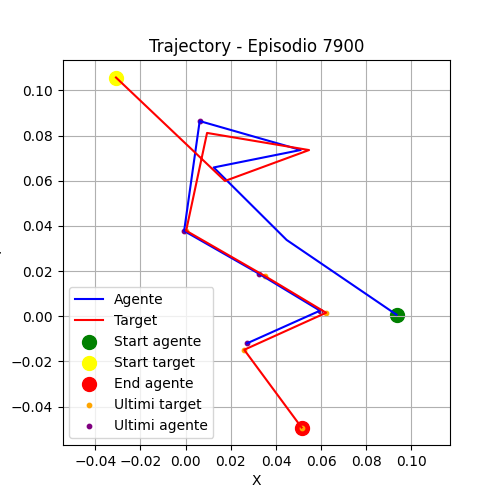 Trajectory - Episodio 7900
0.10
0.08
0.06
0.04
0.02
0.00
−0.02
−0.04
Agente
Target
Start agente
Start target
End agente
Ultimi target
Ultimi agente
−0.04 −0.02 0.00 0.02 0.04 0.06 0.08 0.10
X